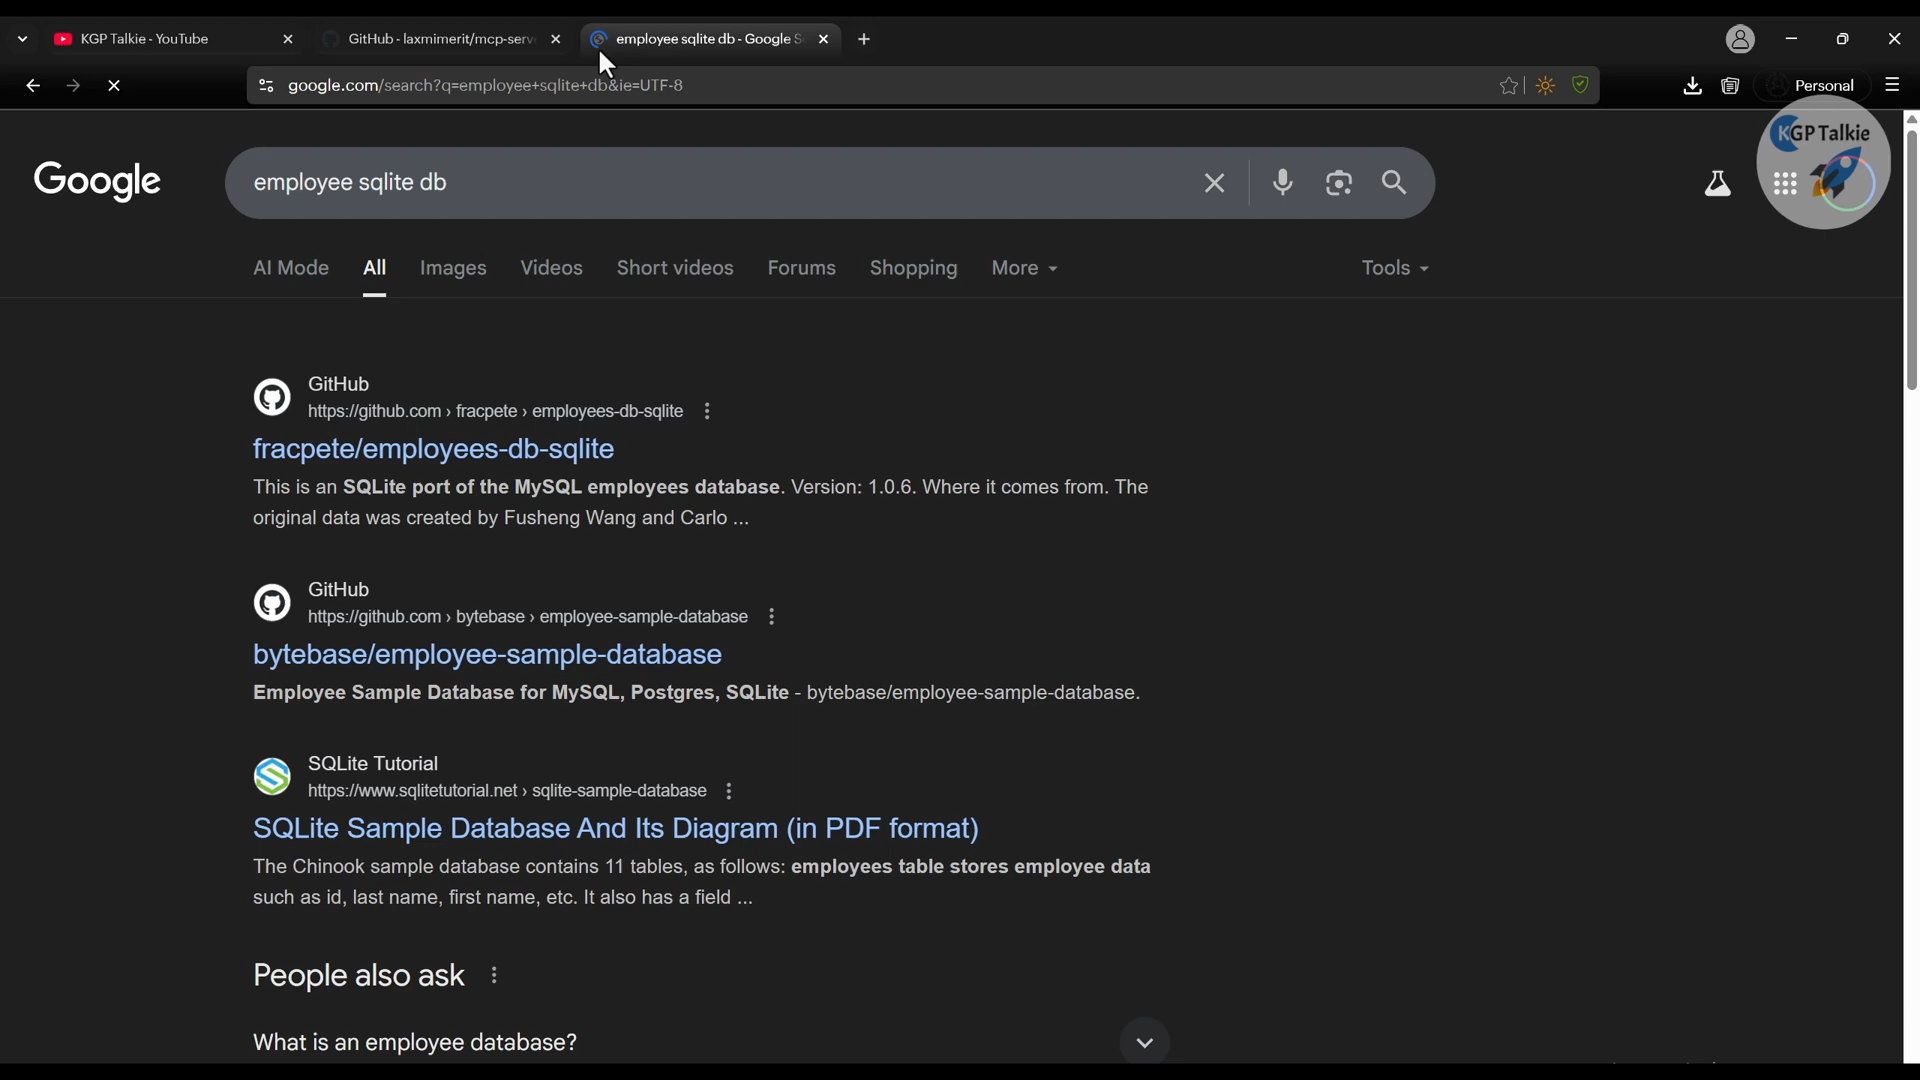 KGP Talkie - YouTube
GitHub - laxmimerit/mcp-serv
employee sqlite db - Google S
google.com/search?q=employee+sqlite+db&ie=UTF-8
Personal
KGP Talkie
Google
employee sqlite db
AI Mode
All
Images
Videos
Short videos
Forums
Shopping
More
Tools
GitHub
https://github.com › fracpete › employees-db-sqlite
fracpete/employees-db-sqlite
This is an SQLite port of the MySQL employees database. Version: 1.0.6. Where it comes from. The
original data was created by Fusheng Wang and Carlo ...
GitHub
https://github.com › bytebase › employee-sample-database
bytebase/employee-sample-database
Employee Sample Database for MySQL, Postgres, SQLite - bytebase/employee-sample-database.
SQLite Tutorial
https://www.sqlitetutorial.net › sqlite-sample-database
SQLite Sample Database And Its Diagram (in PDF format)
The Chinook sample database contains 11 tables, as follows: employees table stores employee data
such as id, last name, first name, etc. It also has a field ...
People also ask
What is an employee database?